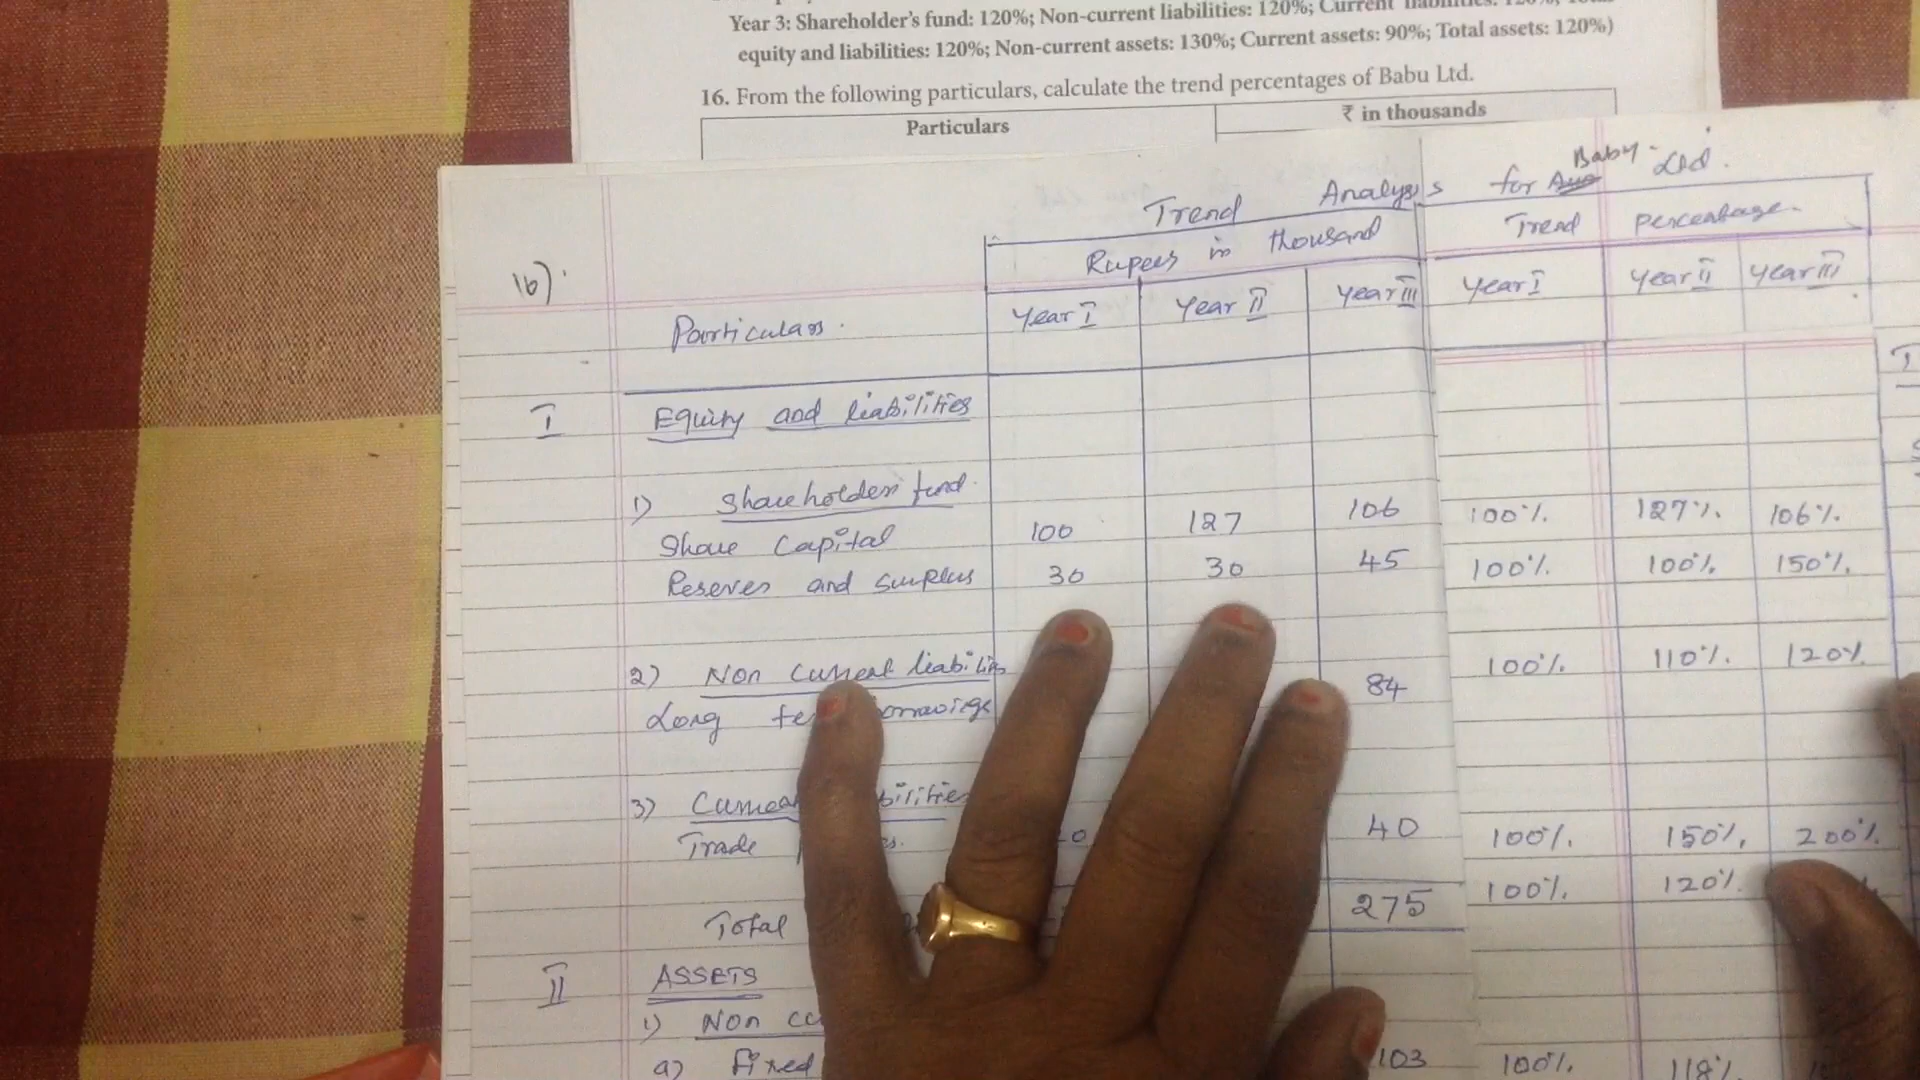 Year 3: Shareholder's fund: 120%; Non-current liabilities: 120%; Current
equity and liabilities: 120%; Non-current assets: 130%; Current assets: 90%; Total assets: 120%)
16. From the following particulars, calculate the trend percentages of Babu Ltd.
Particulars ₹ in thousands
Trend Analysis for Baby Ltd.
Rupees in thousand Trend percentage.
16).
Particulars. Year I Year II Year III Year I Year II Year III
I Equity and liabilities
1) Shareholders fund.
Share Capital 100 127 106 100% 127% 106%
Reserves and Surplus 30 30 45 100% 100% 150%
2) Non Current liabilities
Long 84 100% 110% 120%
3)
Trade 40 100% 150% 200%
Total 275 100% 120%
II ASSETS
1) Non
a) Fixed 103 100% 118%